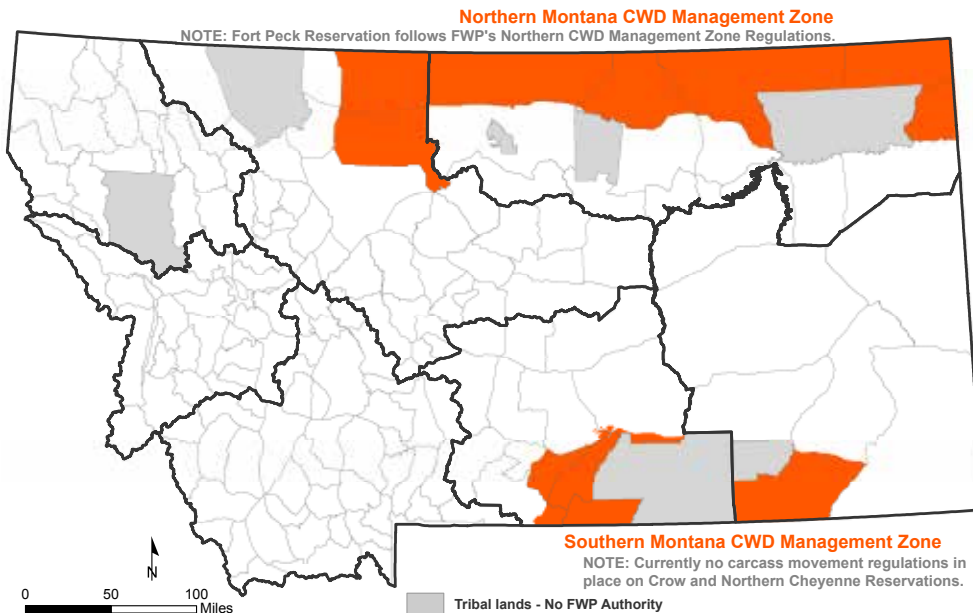 Northern Montana CWD Management Zone
NOTE: Fort Peck Reservation follows FWP's Northern CWD Management Zone Regulations.
Southern Montana CWD Management Zone
NOTE: Currently no carcass movement regulations in
place on Crow and Northern Cheyenne Reservations.
N
0 50 100
Miles
Tribal lands - No FWP Authority